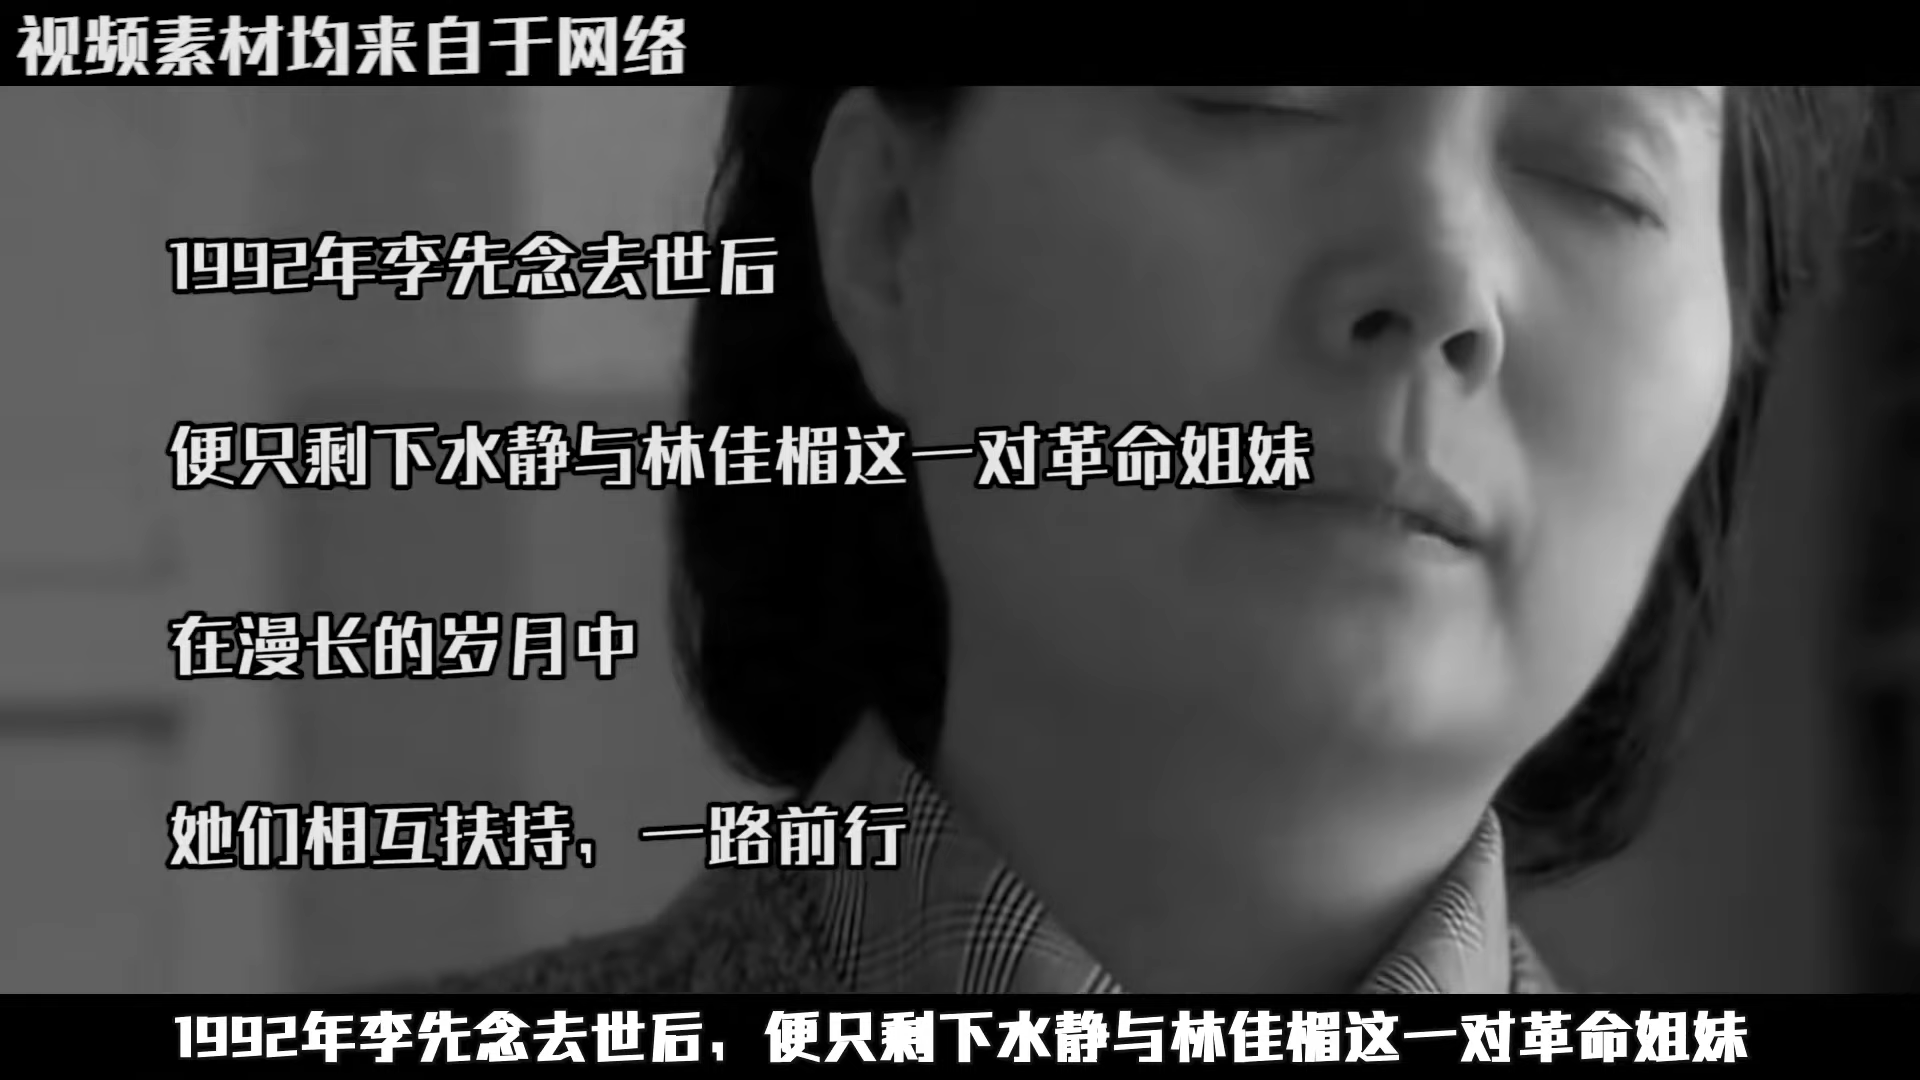 视频素材均来自于网络
1992年李先念去世后
便只剩下水静与林佳楣这一对革命姐妹
在漫长的岁月中
她们相互扶持，一路前行
1992年李先念去世后，便只剩下水静与林佳楣这一对革命姐妹